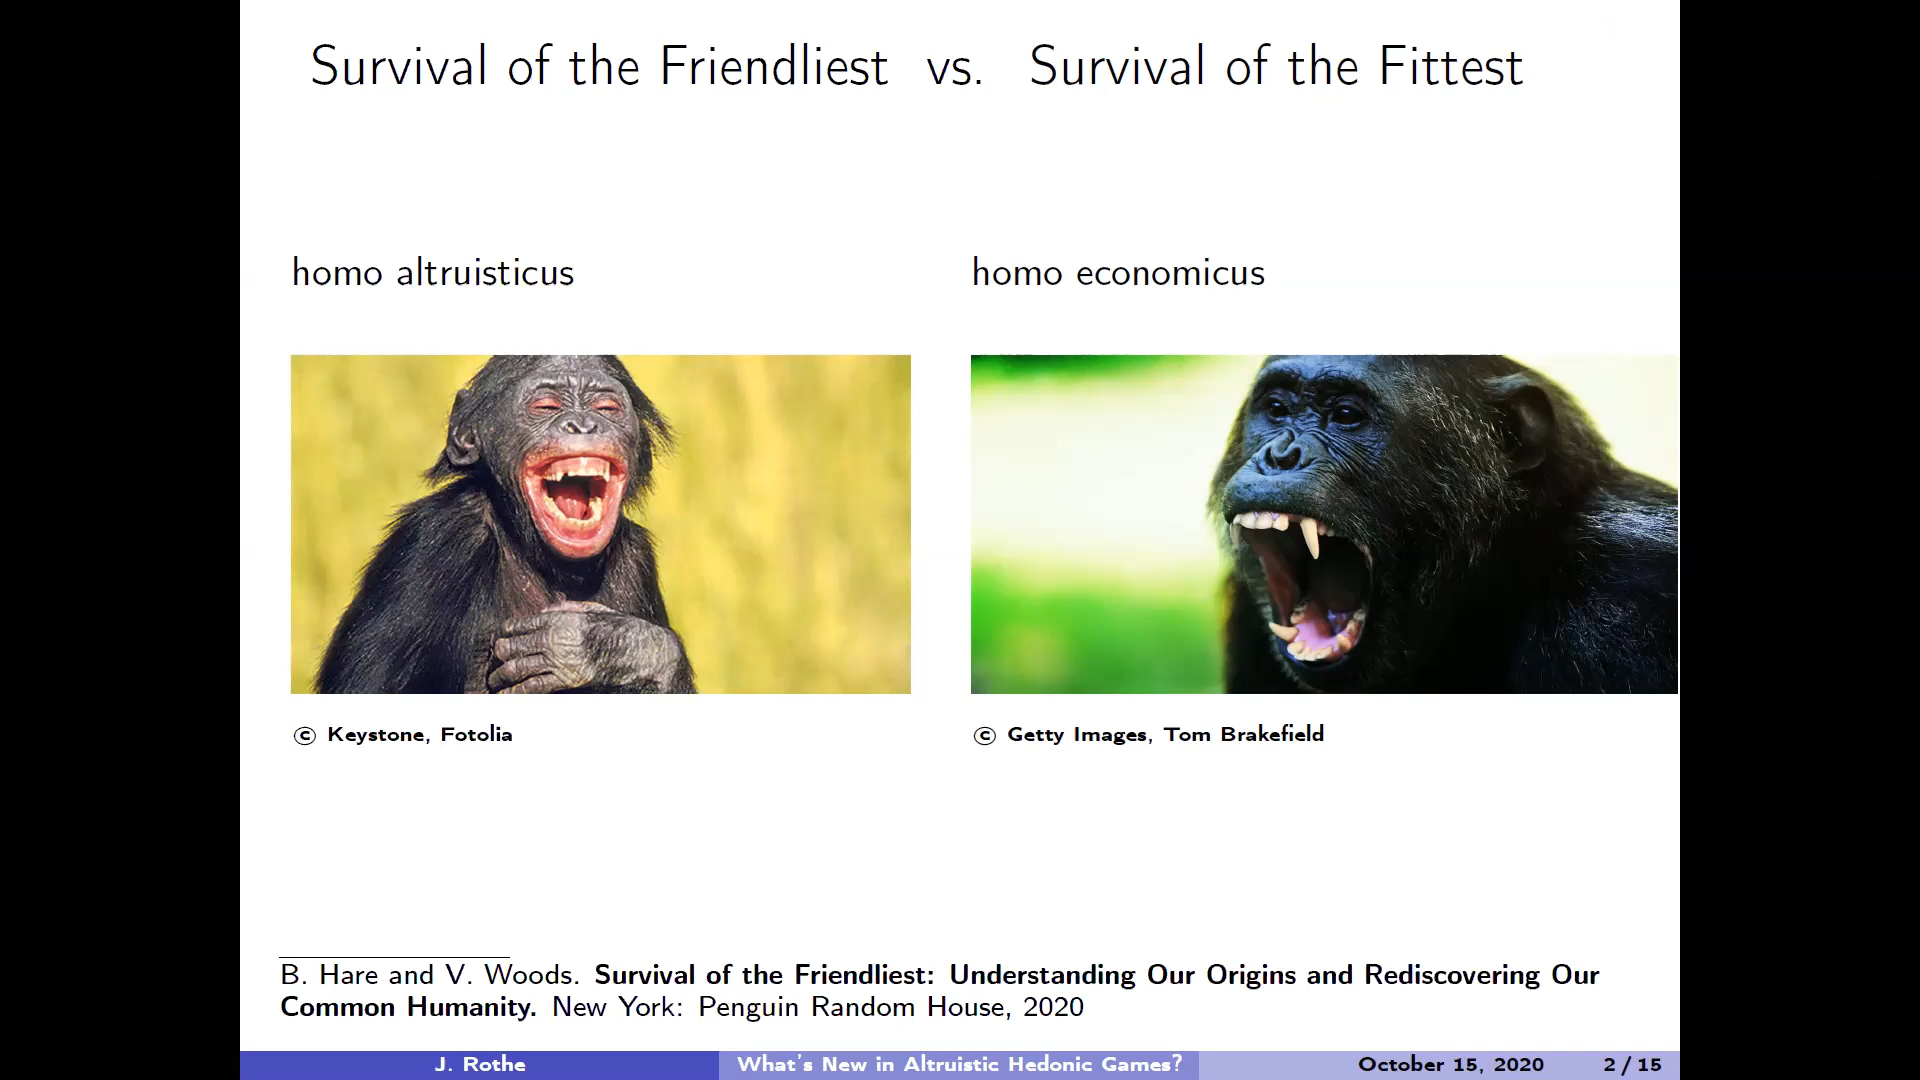 Survival of the Friendliest vs. Survival of the Fittest
homo altruisticus
homo economicus
© Keystone, Fotolia
© Getty Images, Tom Brakefield
B. Hare and V. Woods. Survival of the Friendliest: Understanding Our Origins and Rediscovering Our
Common Humanity. New York: Penguin Random House, 2020
J. Rothe
What's New in Altruistic Hedonic Games?
October 15, 2020
2 / 15